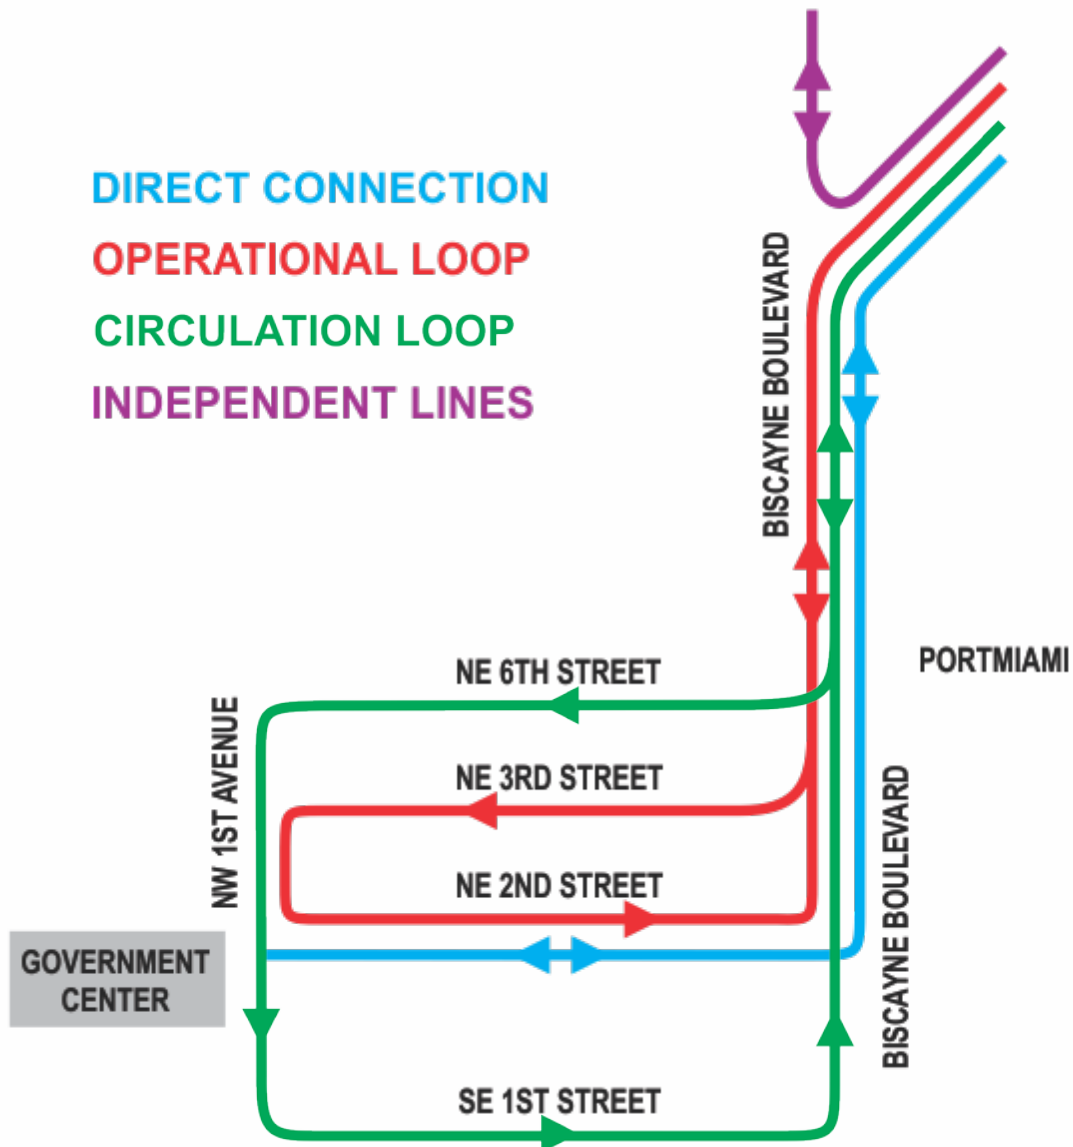 DIRECT CONNECTION
OPERATIONAL LOOP
CIRCULATION LOOP
INDEPENDENT LINES
BISCAYNE BOULEVARD
NE 6TH STREET
PORTMIAMI
NW 1ST AVENUE
NE 3RD STREET
NE 2ND STREET
BISCAYNE BOULEVARD
GOVERNMENT
CENTER
SE 1ST STREET